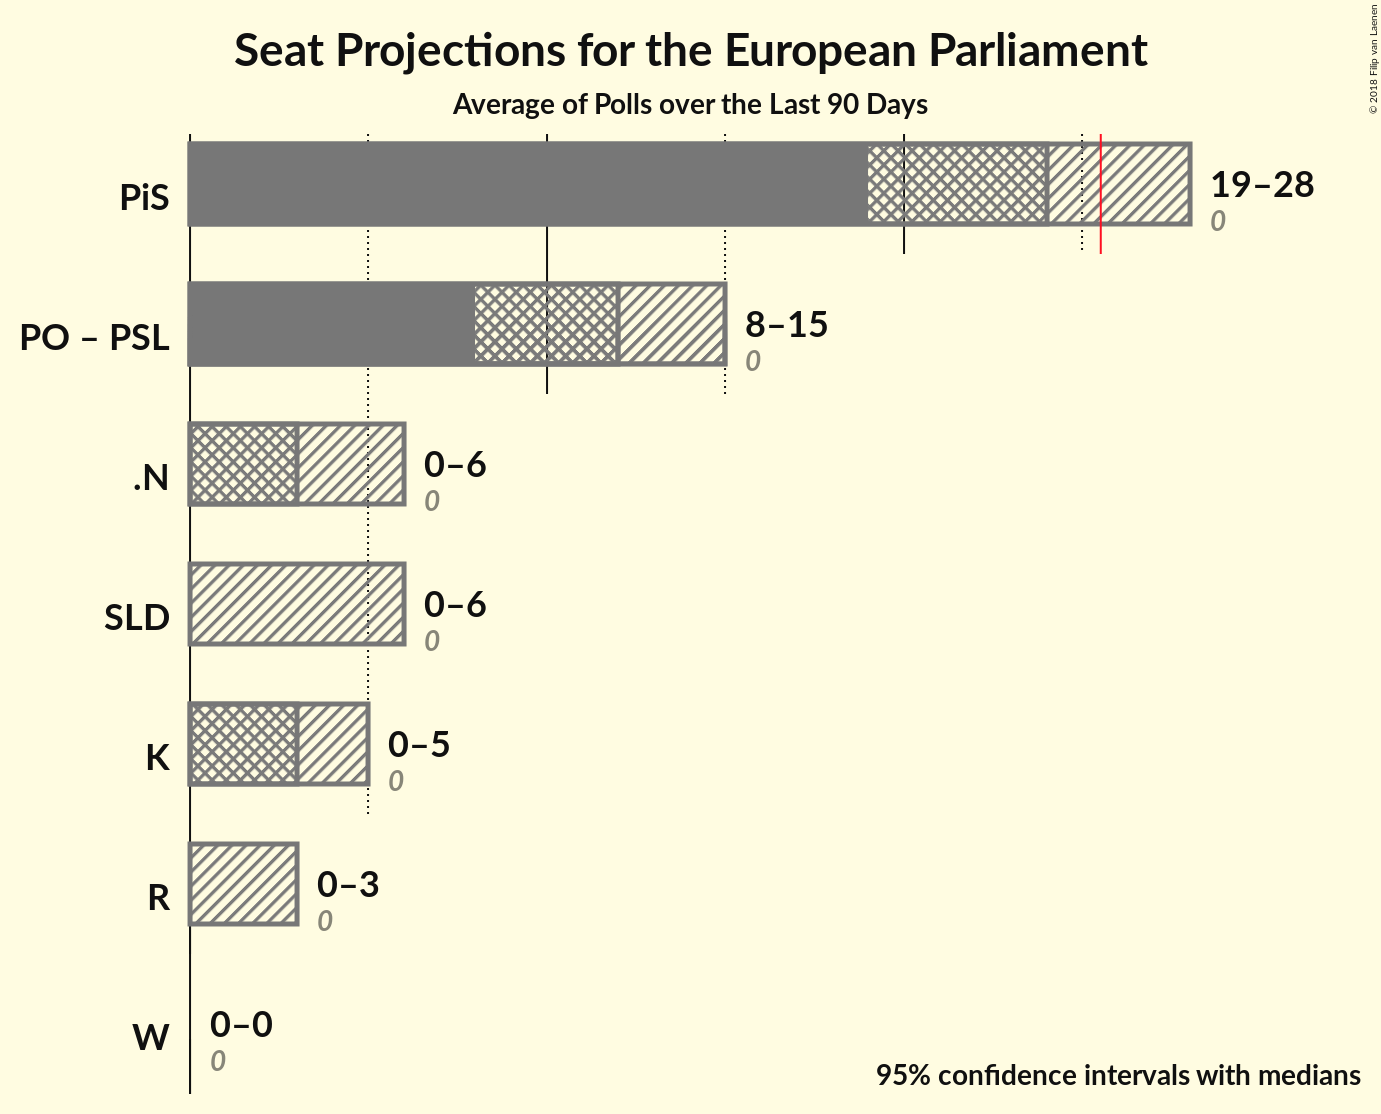 Seat Projections for the European Parliament
Average of Polls over the Last 90 Days
© 2018 Filip van Laenen
PiS
19–28
0
PO – PSL
8–15
0
.N
0–6
0
SLD
0–6
0
K
0–5
0
R
0–3
0
W
0–0
0
95% confidence intervals with medians